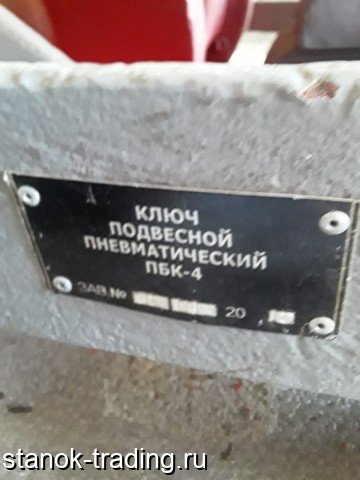 КЛЮЧ
ПОДВЕСНОЙ
ПНЕВМАТИЧЕСКИЙ
ПБК-4
ЗАВ.№ 20
stanok-trading.ru